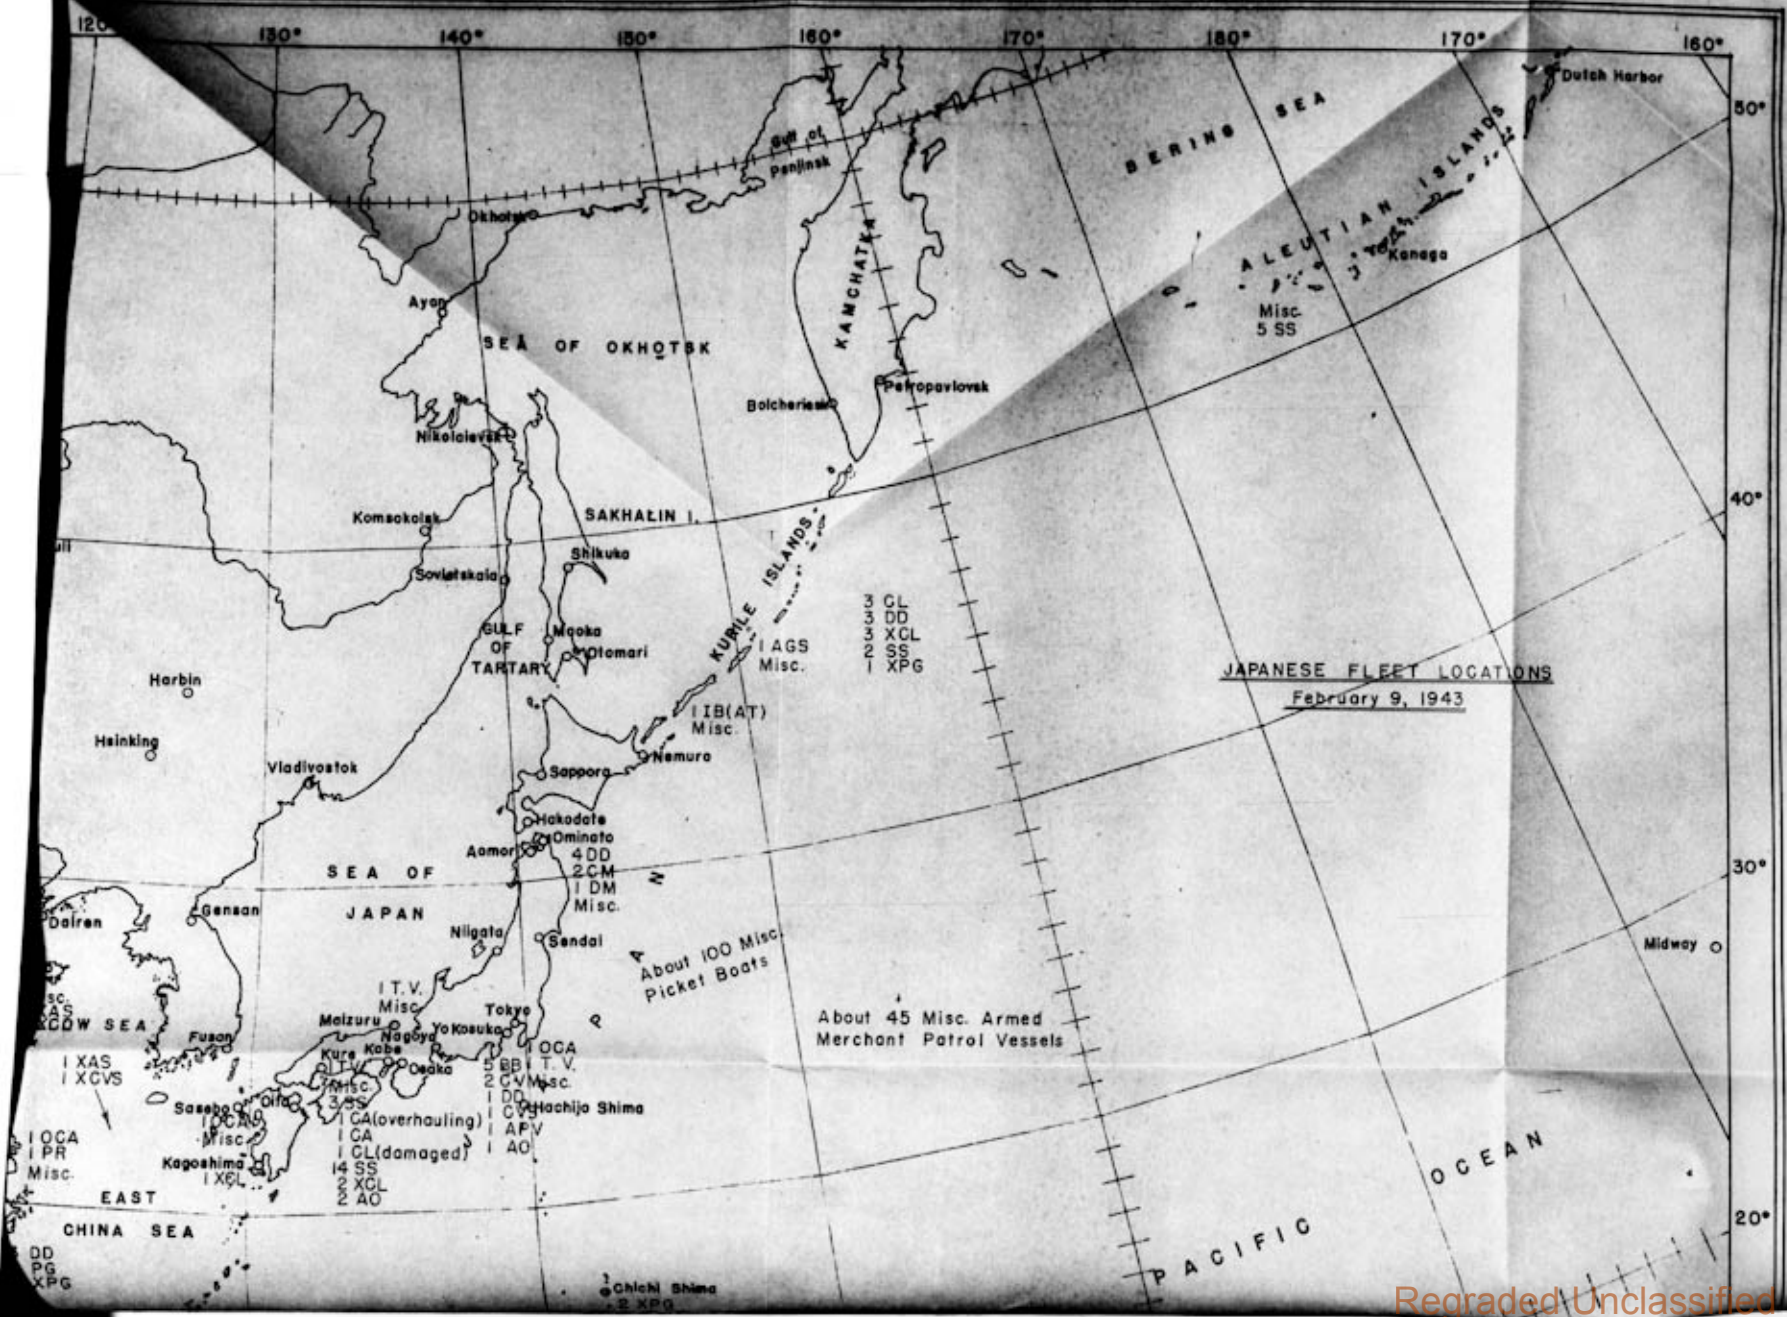 120
130°
140°
150°
160°
170°
180°
170°
160°
Dutch Harbor
50°
BERING SEA
Gulf of
Penjinsk
Okhotsk
ALEUTIAN ISLANDS
Kanaga
KAMCHATKA
Ayan
Misc.
5 SS
SEA OF OKHOTSK
Petropavlovsk
Bolcheriesk
Nikolaievsk
40°
Komsokolsk
SAKHALIN I.
Shikuka
Sovietskaia
KURILE ISLANDS
3 CL
3 DD
3 XCL
2 SS
1 XPG
GULF
OF
TARTARY
Maoka
Otomari
1 AGS
Misc.
JAPANESE FLEET LOCATIONS
February 9, 1943
Harbin
1 IB(AT)
Misc.
Hsinking
Nemuro
Vladivostok
Sapporo
Hakodate
Ominato
Aomori
4 DD
2 CM
1 DM
Misc.
30°
SEA OF
JAPAN
JAPAN
Gensan
Dairen
Niigata
Sendai
Midway
About 100 Misc.
Picket Boats
1 T.V.
Misc.
About 45 Misc. Armed
Merchant Patrol Vessels
Tokyo
Maizuru
Nagoya
Yokosuka
Fusan
Kure
Kobe
Osaka
1 T.V.
Misc.
3 SS
1 OCA
1 T.V.
Misc.
5 BB
2 CV
1 DD
1 CVS
1 APV
1 AO
1 XAS
1 XCVS
Sasebo
Oita
Hachijo Shima
1 OCA
Misc.
1 CA(overhauling)
1 CA
1 CL(damaged)
14 SS
2 XCL
2 AO
1 OCA
1 PR
Misc.
Kagoshima
1 XCL
EAST
CHINA SEA
PACIFIC OCEAN
20°
DD
PG
XPG
Chichi Shima
2 XPG
Regraded Unclassified